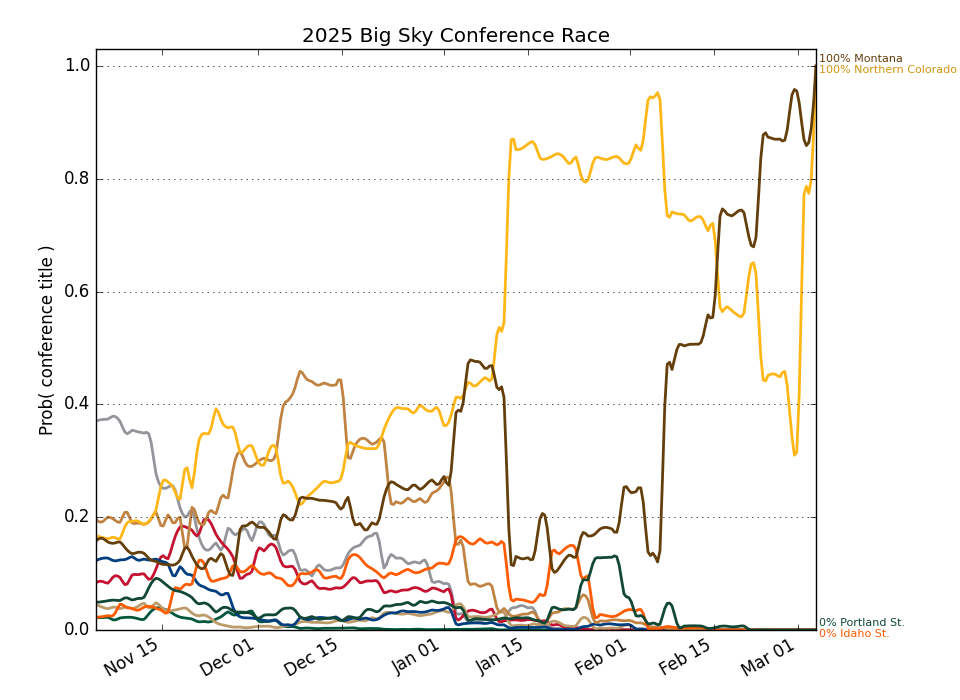 2025 Big Sky Conference Race
Prob( conference title )
1.0
0.8
0.6
0.4
0.2
0.0
Nov 15
Dec 01
Dec 15
Jan 01
Jan 15
Feb 01
Feb 15
Mar 01
100% Montana
100% Northern Colorado
0% Portland St.
0% Idaho St.